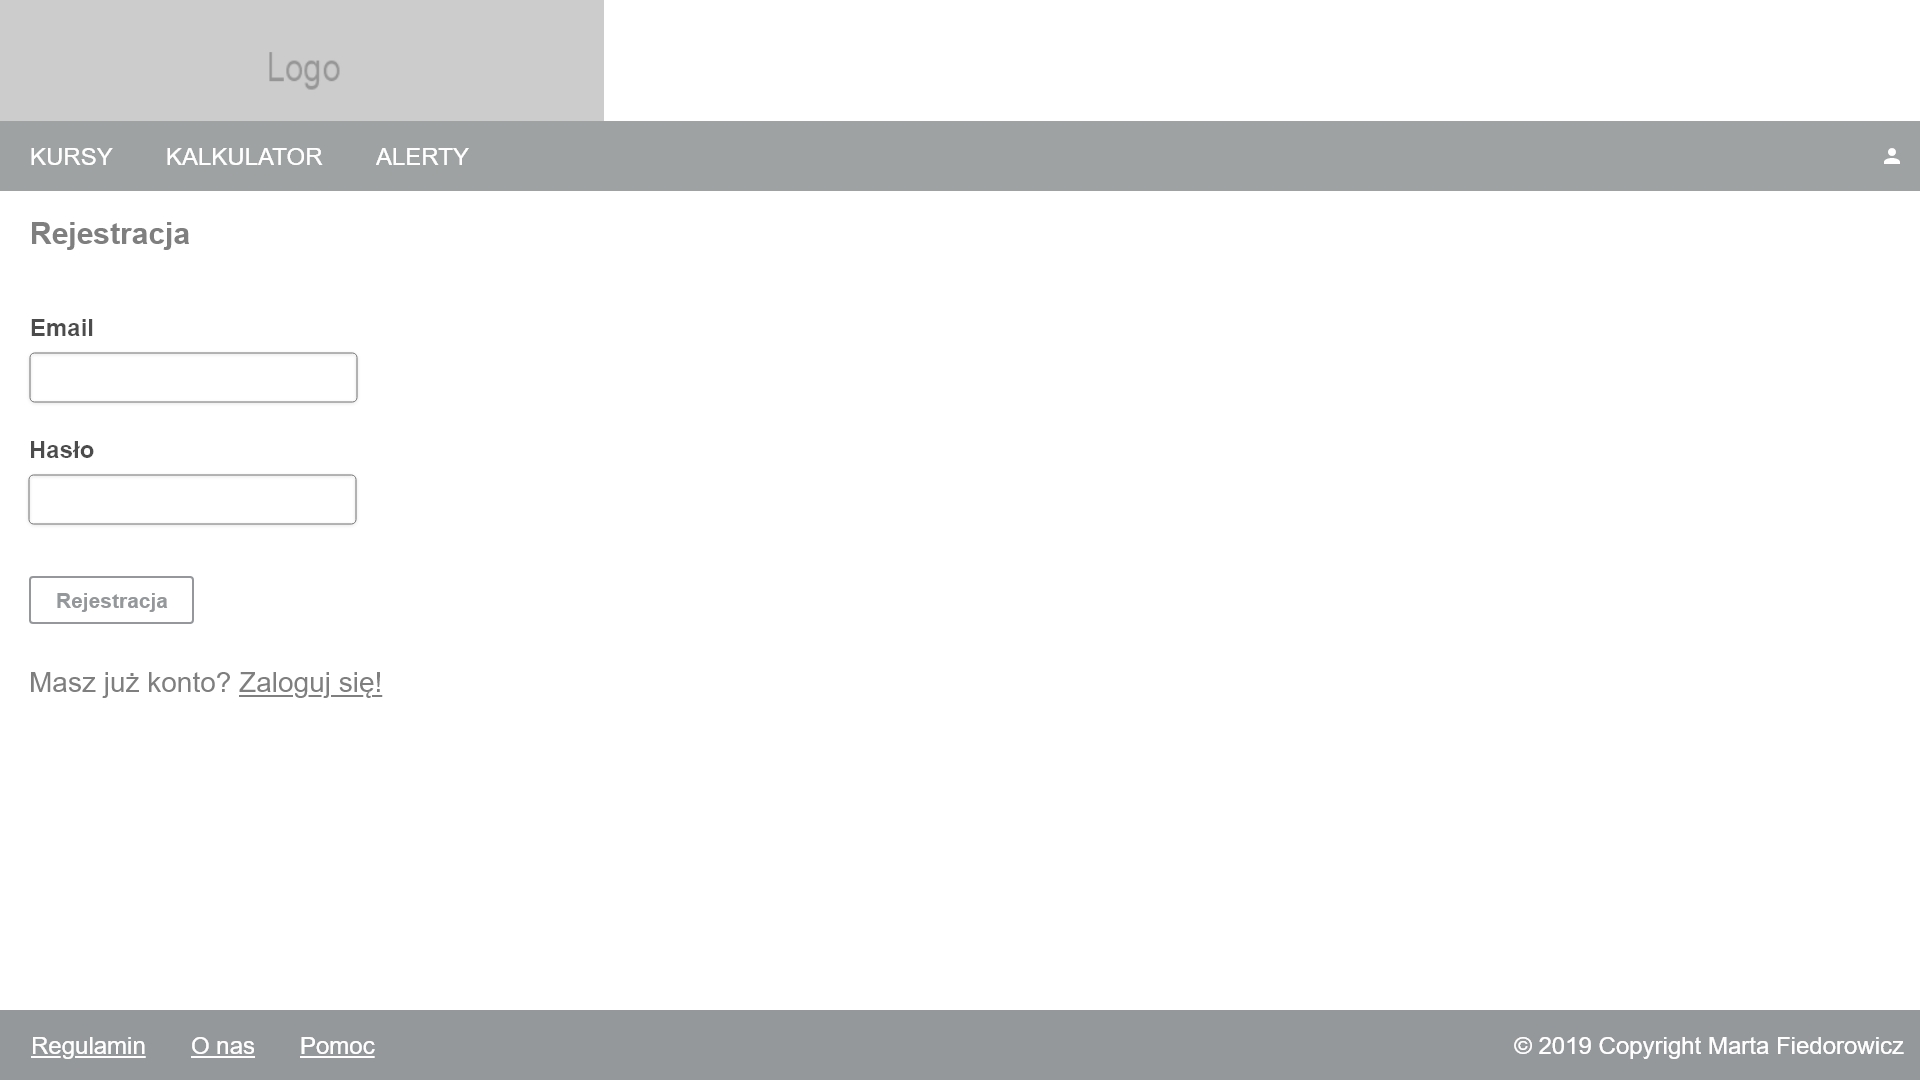 Logo
KURSY KALKULATOR ALERTY
Rejestracja
Email
Hasło
Rejestracja
Masz już konto? Zaloguj się!
Regulamin O nas Pomoc © 2019 Copyright Marta Fiedorowicz